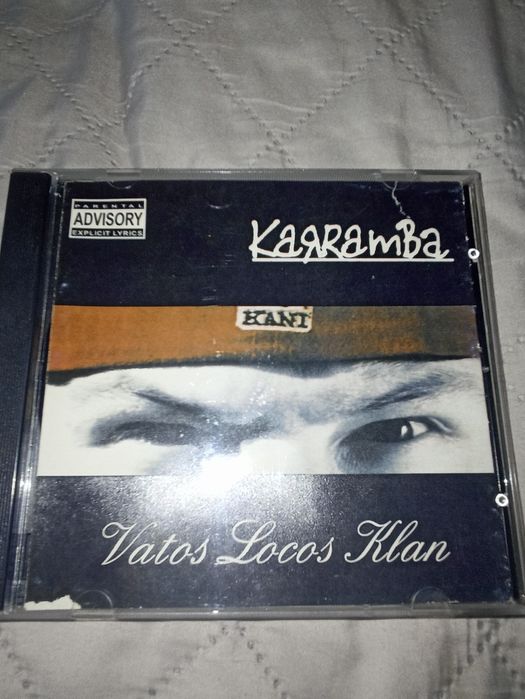 PARENTAL
ADVISORY
EXPLICIT LYRICS
KaЯRamBa
KANI
Vatos Locos Klan